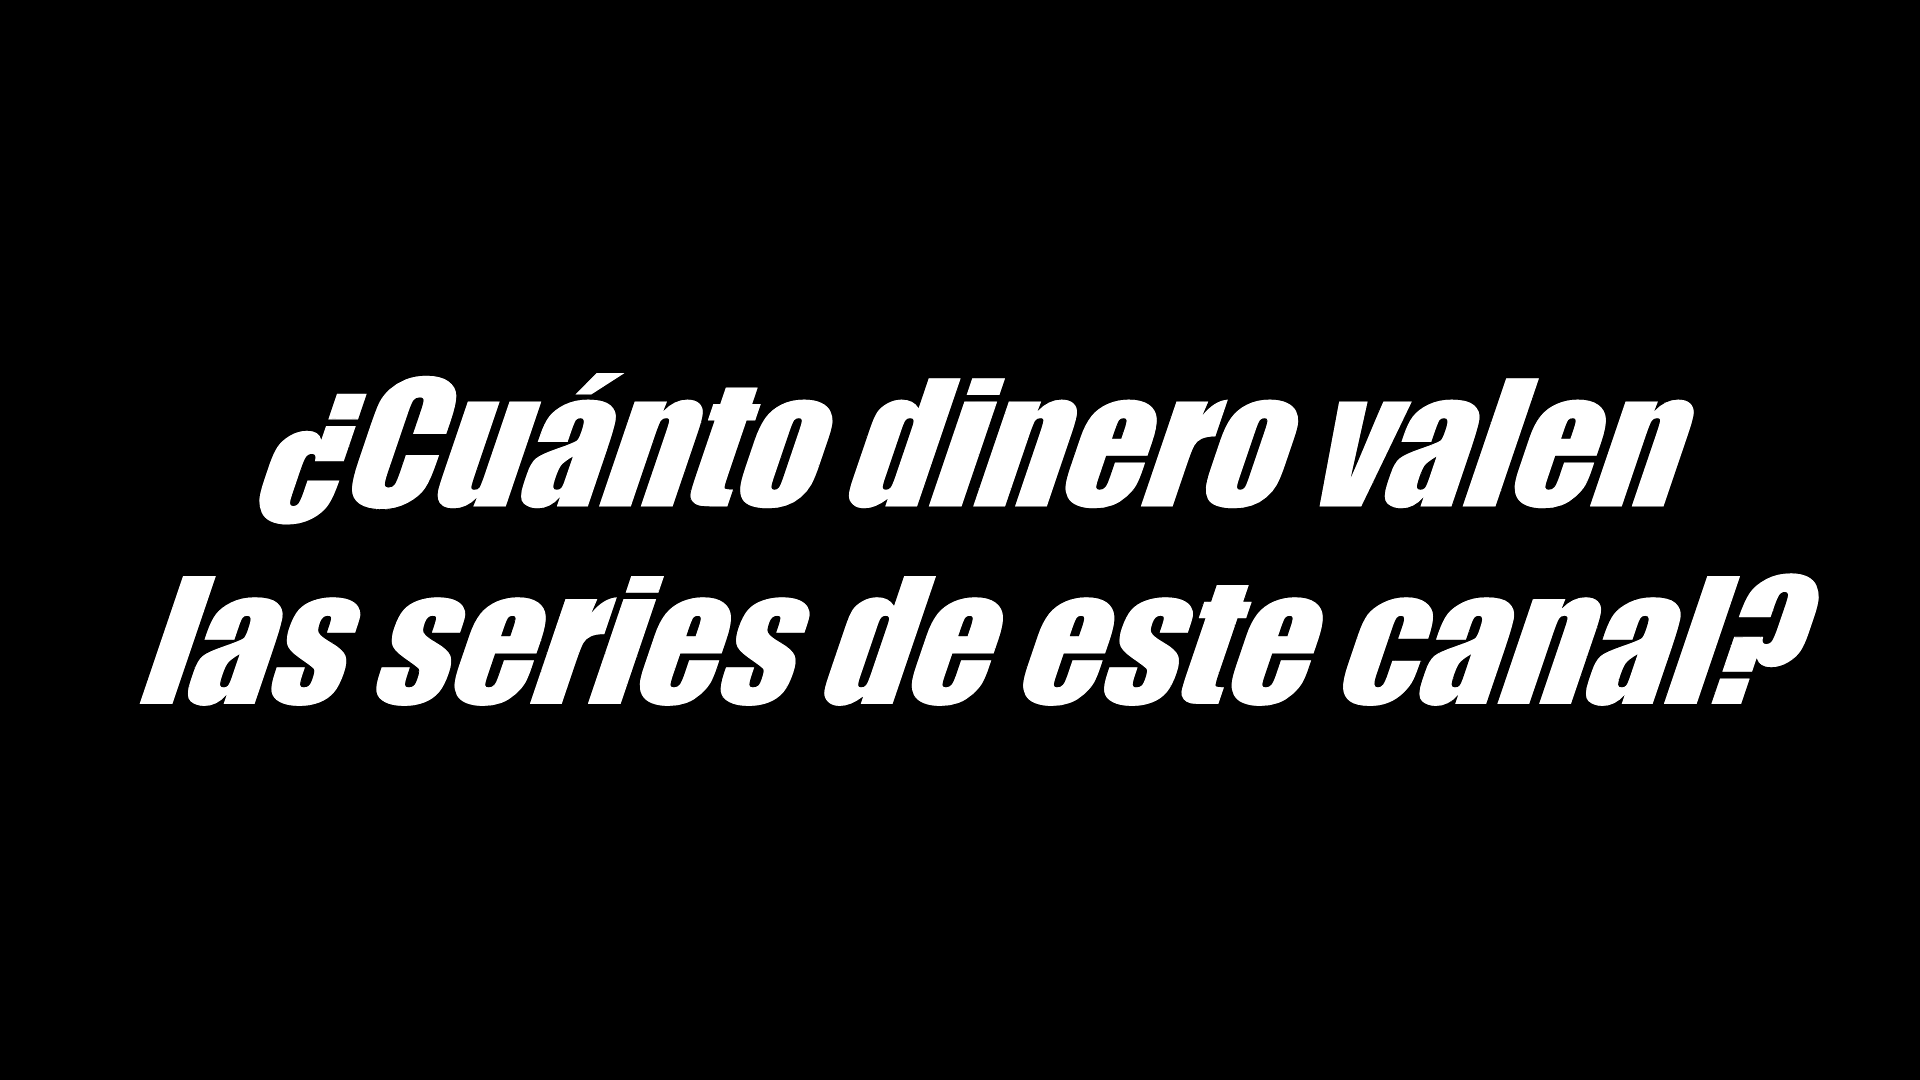 ¿Cuánto dinero valen
las series de este canal?